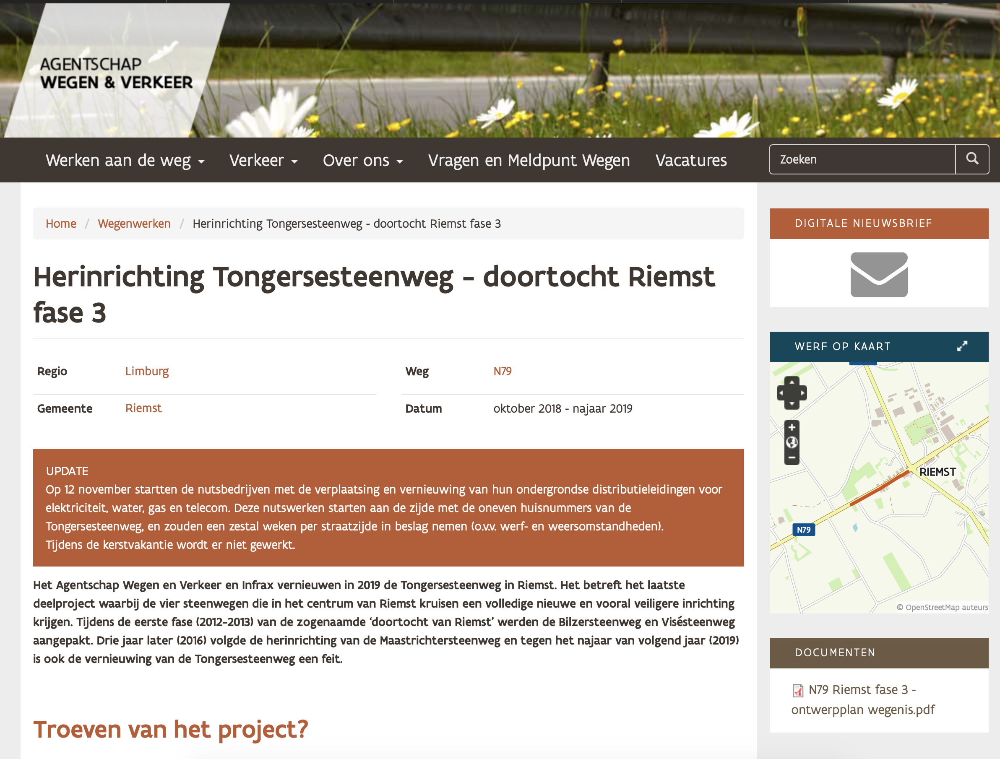 AGENTSCHAP
WEGEN & VERKEER
Werken aan de weg
Verkeer
Over ons
Vragen en Meldpunt Wegen
Vacatures
Zoeken
Home / Wegenwerken / Herinrichting Tongersesteenweg - doortocht Riemst fase 3
Herinrichting Tongersesteenweg - doortocht Riemst
fase 3
Regio Limburg
Weg N79
Gemeente Riemst
Datum oktober 2018 - najaar 2019
UPDATE
Op 12 november startten de nutsbedrijven met de verplaatsing en vernieuwing van hun ondergrondse distributieleidingen voor
elektriciteit, water, gas en telecom. Deze nutswerken starten aan de zijde met de oneven huisnummers van de
Tongersesteenweg, en zouden een zestal weken per straatzijde in beslag nemen (o.v.v. werf- en weersomstandheden).
Tijdens de kerstvakantie wordt er niet gewerkt.
Het Agentschap Wegen en Verkeer en Infrax vernieuwen in 2019 de Tongersesteenweg in Riemst. Het betreft het laatste
deelproject waarbij de vier steenwegen die in het centrum van Riemst kruisen een volledige nieuwe en vooral veiligere inrichting
krijgen. Tijdens de eerste fase (2012-2013) van de zogenaamde ‘doortocht van Riemst’ werden de Bilzersteenweg en Visésteenweg
aangepakt. Drie jaar later (2016) volgde de herinrichting van de Maastrichtersteenweg en tegen het najaar van volgend jaar (2019)
is ook de vernieuwing van de Tongersesteenweg een feit.
Troeven van het project?
DIGITALE NIEUWSBRIEF
WERF OP KAART
RIEMST
N79
© OpenStreetMap auteurs
DOCUMENTEN
N79 Riemst fase 3 -
ontwerpplan wegenis.pdf